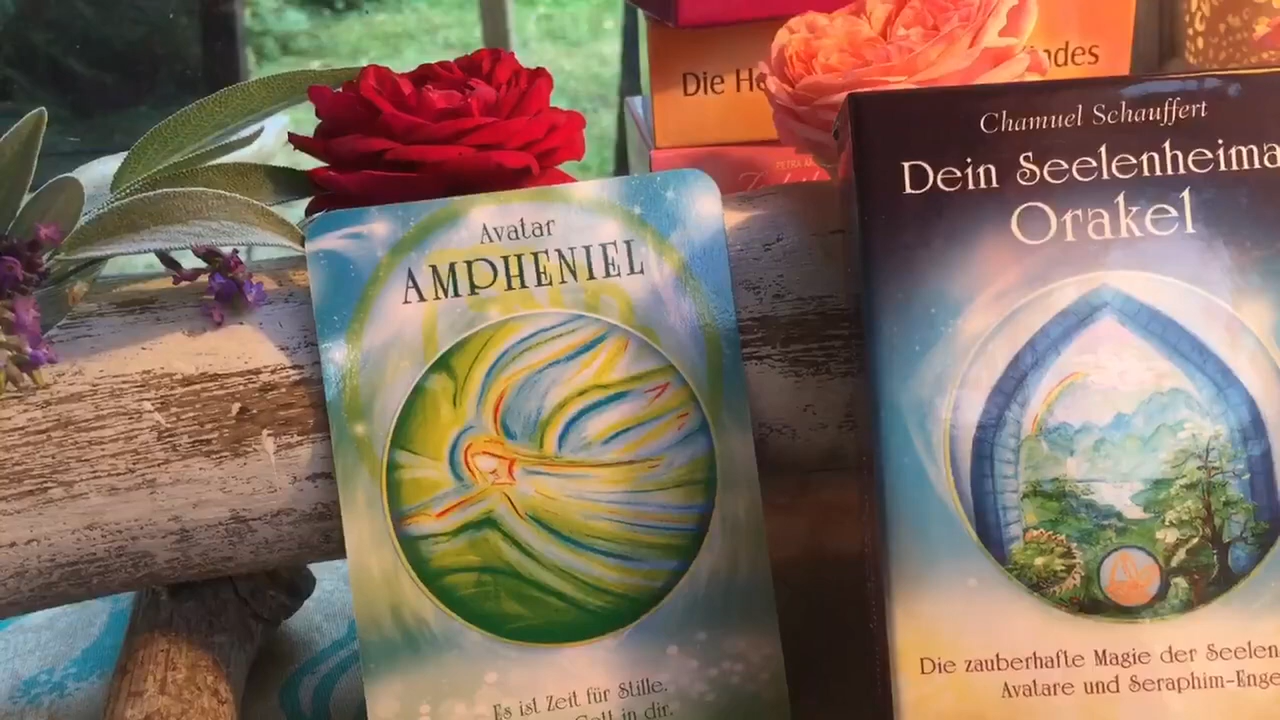 Avatar
AMPHENIEL
Es ist Zeit für Stille.
Gott in dir.
Die
ndes
PETRA
Chamuel Schauffert
Dein Seelenheima
Orakel
Die zauberhafte Magie der Seelen
Avatare und Seraphim-Enge